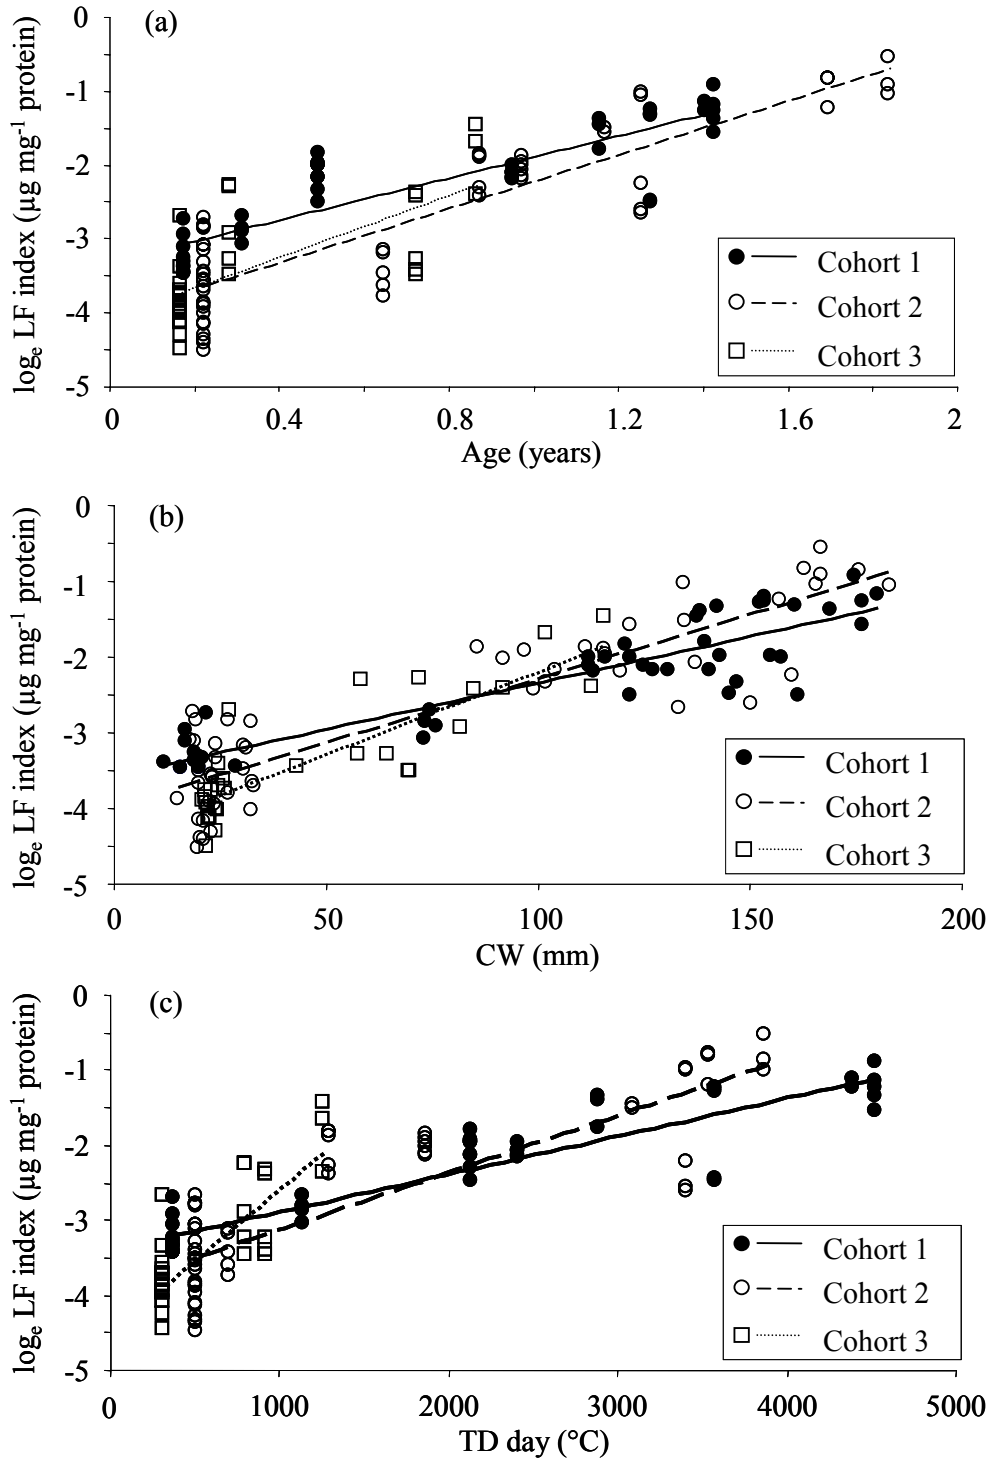 (a)
log_e LF index (µg mg^-1 protein)
0
-1
-2
-3
-4
-5
Cohort 1
Cohort 2
Cohort 3
0 0.4 0.8 1.2 1.6 2
Age (years)
(b)
log_e LF index (µg mg^-1 protein)
0
-1
-2
-3
-4
-5
Cohort 1
Cohort 2
Cohort 3
0 50 100 150 200
CW (mm)
(c)
log_e LF index (µg mg^-1 protein)
0
-1
-2
-3
-4
-5
Cohort 1
Cohort 2
Cohort 3
0 1000 2000 3000 4000 5000
TD day (°C)